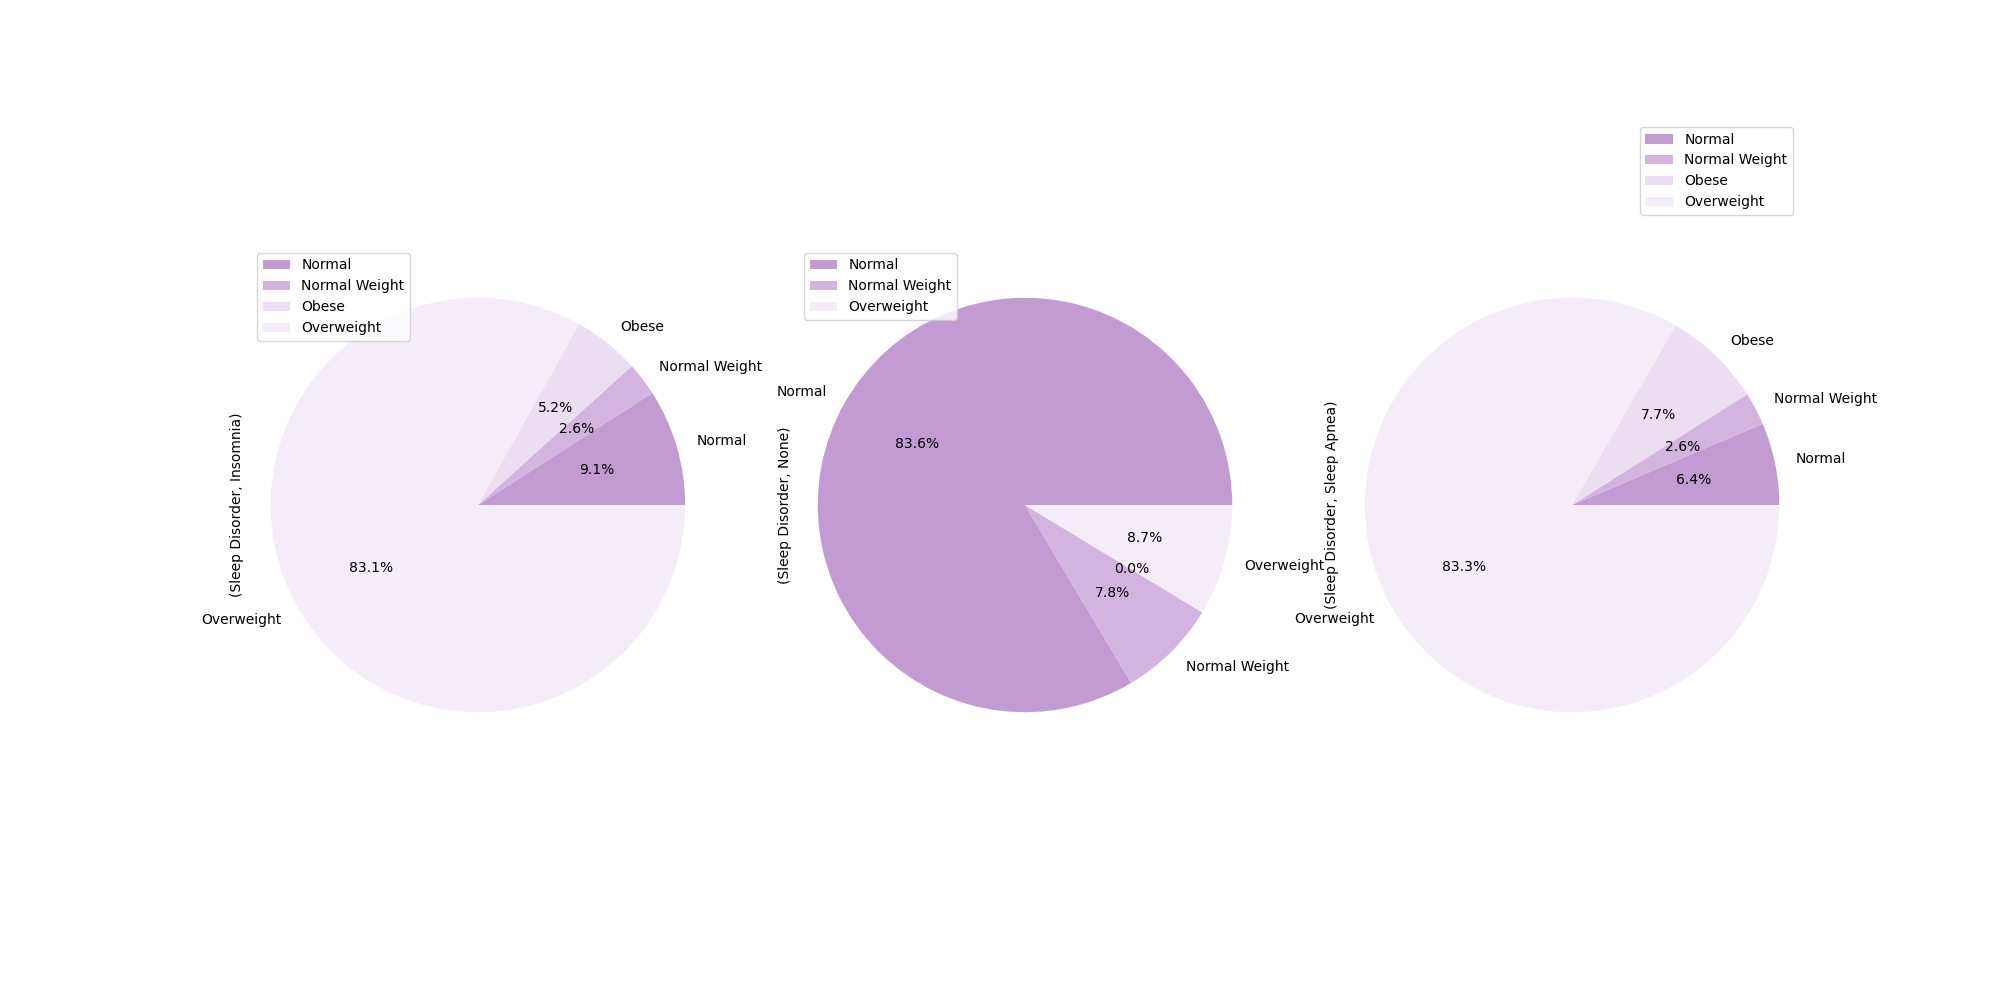 Normal
Normal Weight
Obese
Overweight
Obese
Normal Weight
Normal
Overweight
5.2%
2.6%
9.1%
83.1%
(Sleep Disorder, Insomnia)
Normal
Normal Weight
Overweight
Normal
Normal Weight
Overweight
83.6%
8.7%
0.0%
7.8%
(Sleep Disorder, None)
Normal
Normal Weight
Obese
Overweight
Obese
Normal Weight
Normal
Overweight
7.7%
2.6%
6.4%
83.3%
(Sleep Disorder, Sleep Apnea)